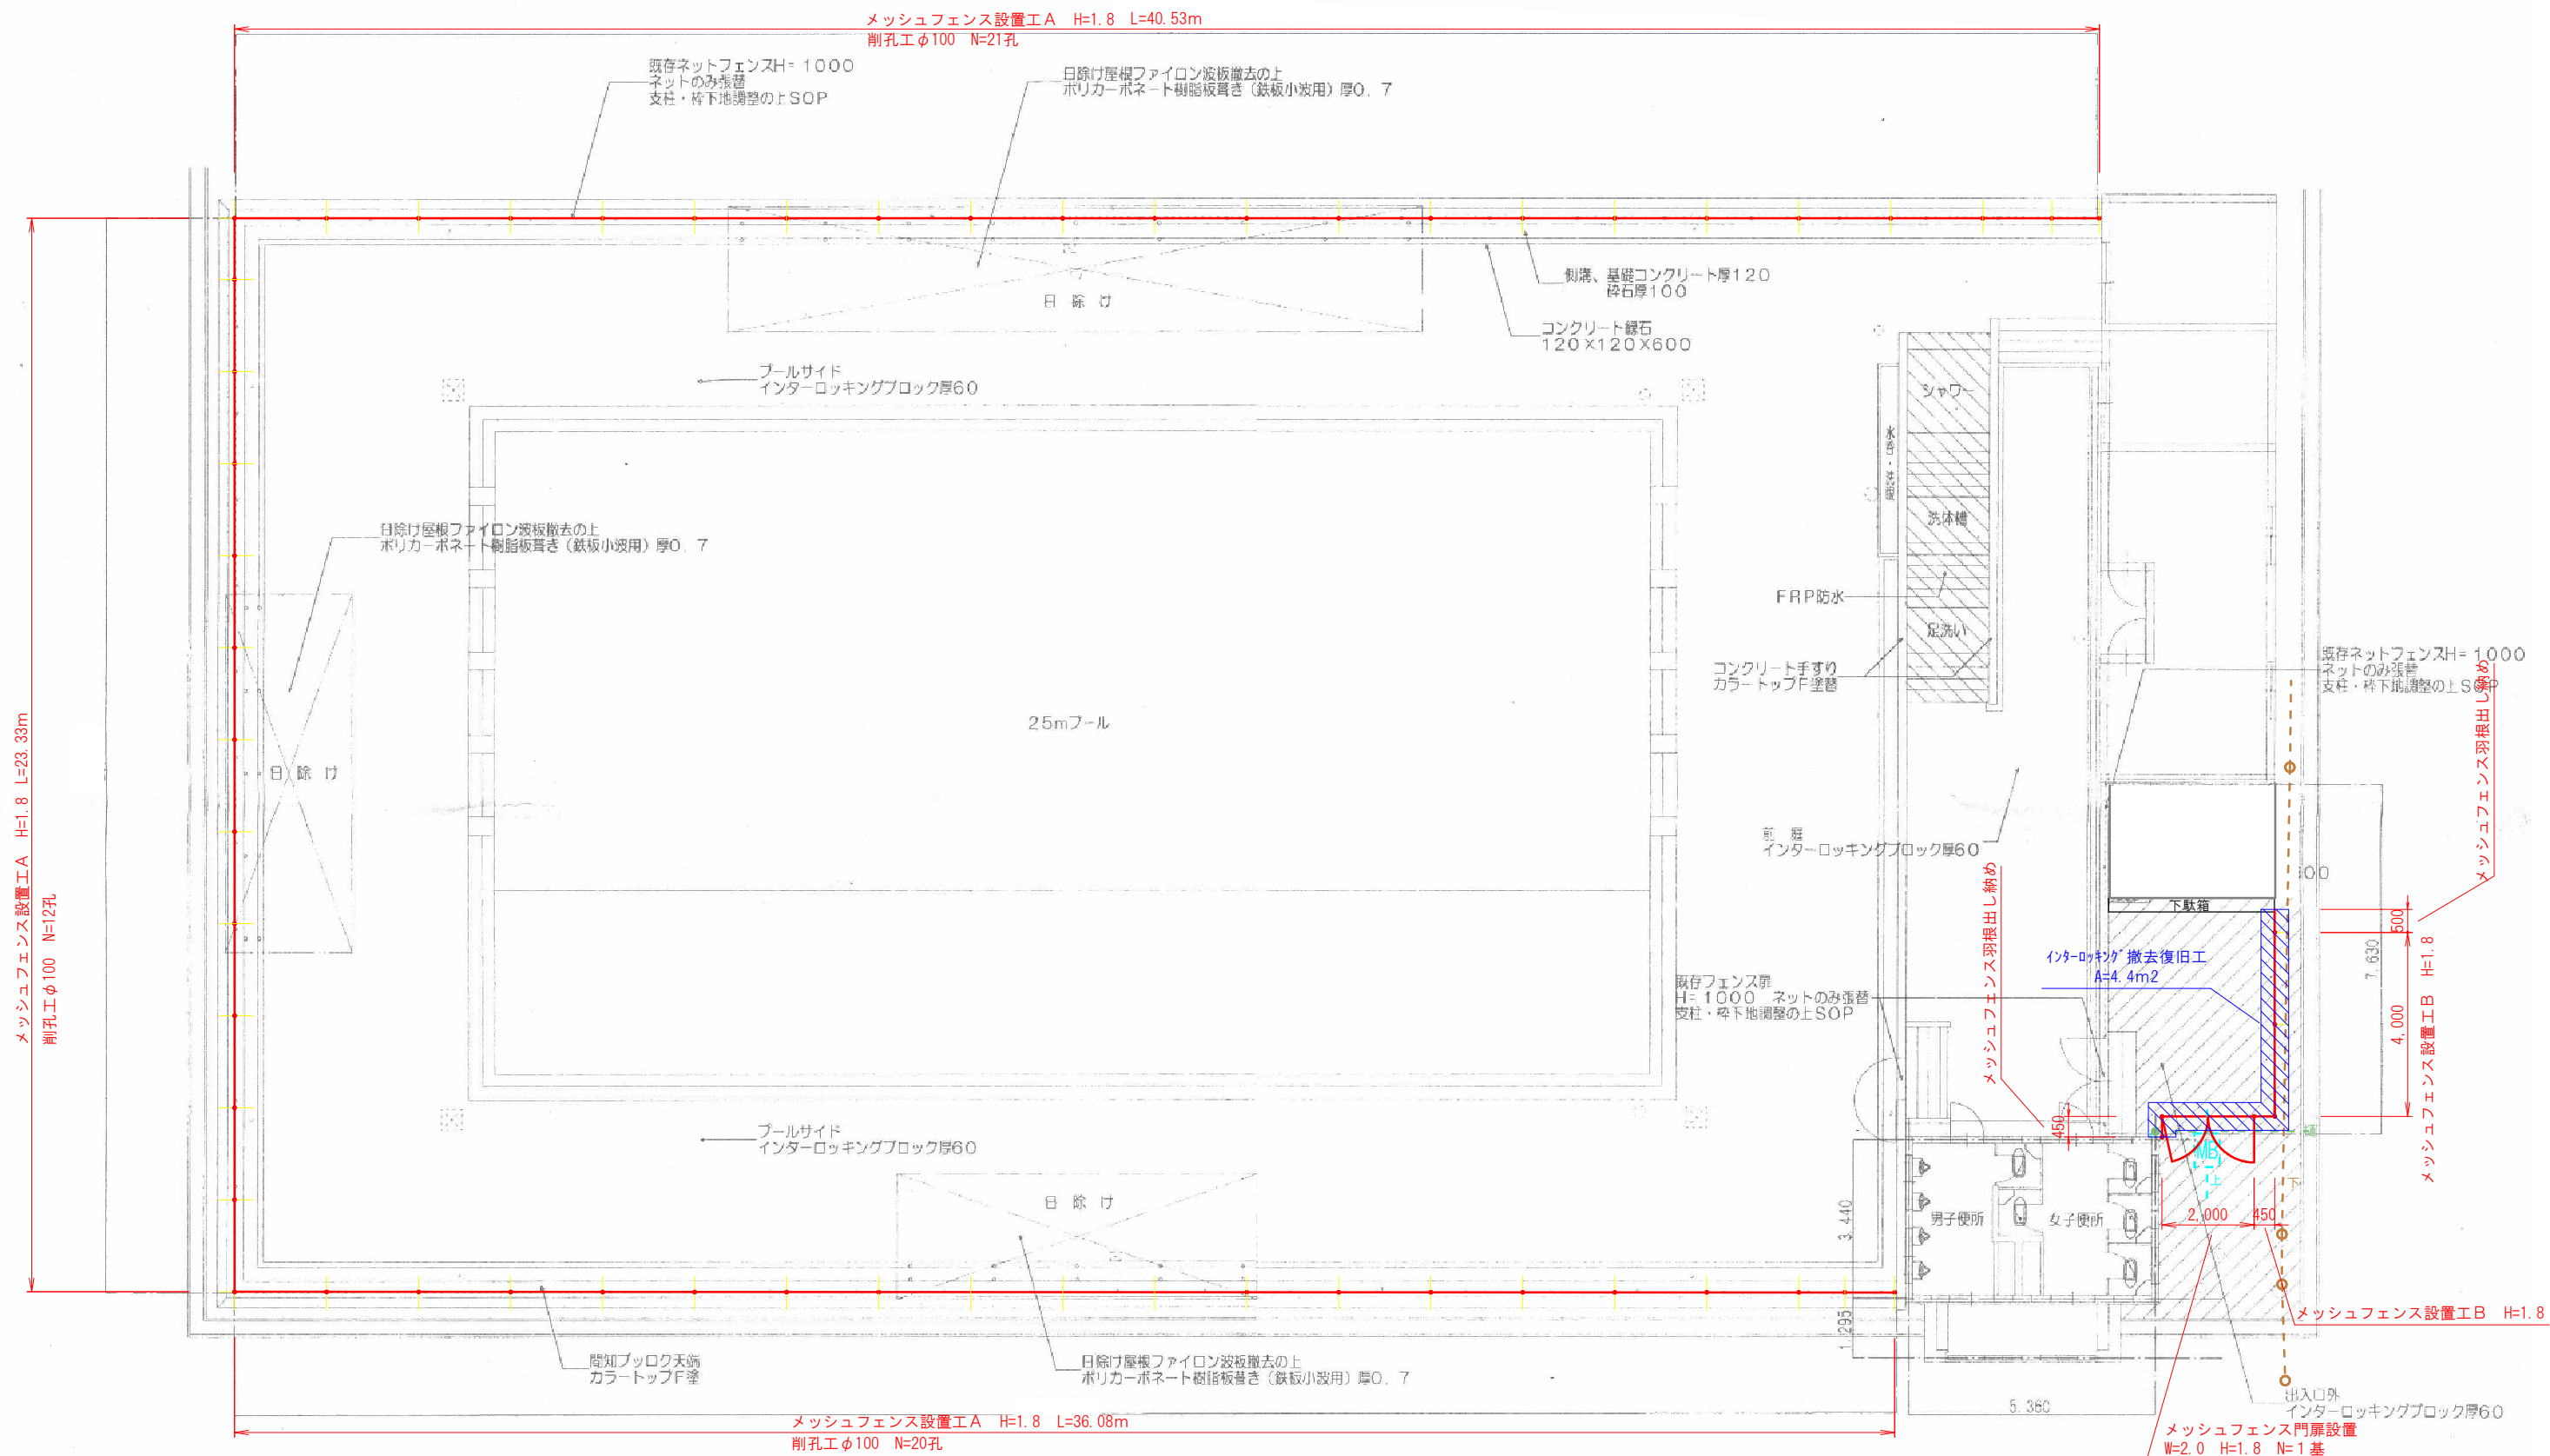 メッシュフェンス設置工A H=1.8 L=40.53m
削孔工φ100 N=21孔
既存ネットフェンスH=1000
ネットのみ張替
支柱・枠下地調整の上SOP
日除け屋根ファイロン波板撤去の上
ポリカーボネート樹脂板葺き（鉄板小波用）厚0.7
側溝、基礎コンクリート厚120
砕石厚100
日除け
コンクリート縁石
120×120×600
プールサイド
インターロッキングブロック厚60
シャワー
洗体槽
足洗い
FRP防水
コンクリート手すり
カラートップF塗替
日除け屋根ファイロン波板撤去の上
ポリカーボネート樹脂板葺き（鉄板小波用）厚0.7
日除け
25mプール
既存ネットフェンスH=1000
ネットのみ張替
支柱・枠下地調整の上SOP
メッシュフェンス羽根出し納め
メッシュフェンス設置工A H=1.8 L=23.33m
削孔工φ100 N=12孔
前庭
インターロッキングブロック厚60
メッシュフェンス羽根出し納め
下駄箱
インターロッキング撤去復旧工
A=4.4m2
500
4,000
7,630
メッシュフェンス設置工B H=1.8
既存フェンス扉
H=1000 ネットのみ張替
支柱・枠下地調整の上SOP
450
プールサイド
インターロッキングブロック厚60
日除け
MB
上
下
2,000
450
3,440
男子便所
女子便所
1,295
メッシュフェンス設置工B H=1.8
間知ブッロク天端
カラートップF塗
日除け屋根ファイロン波板撤去の上
ポリカーボネート樹脂板葺き（鉄板小波用）厚0.7
5,360
出入口外
インターロッキングブロック厚60
メッシュフェンス設置工A H=1.8 L=36.08m
削孔工φ100 N=20孔
メッシュフェンス門扉設置
W=2.0 H=1.8 N=1基